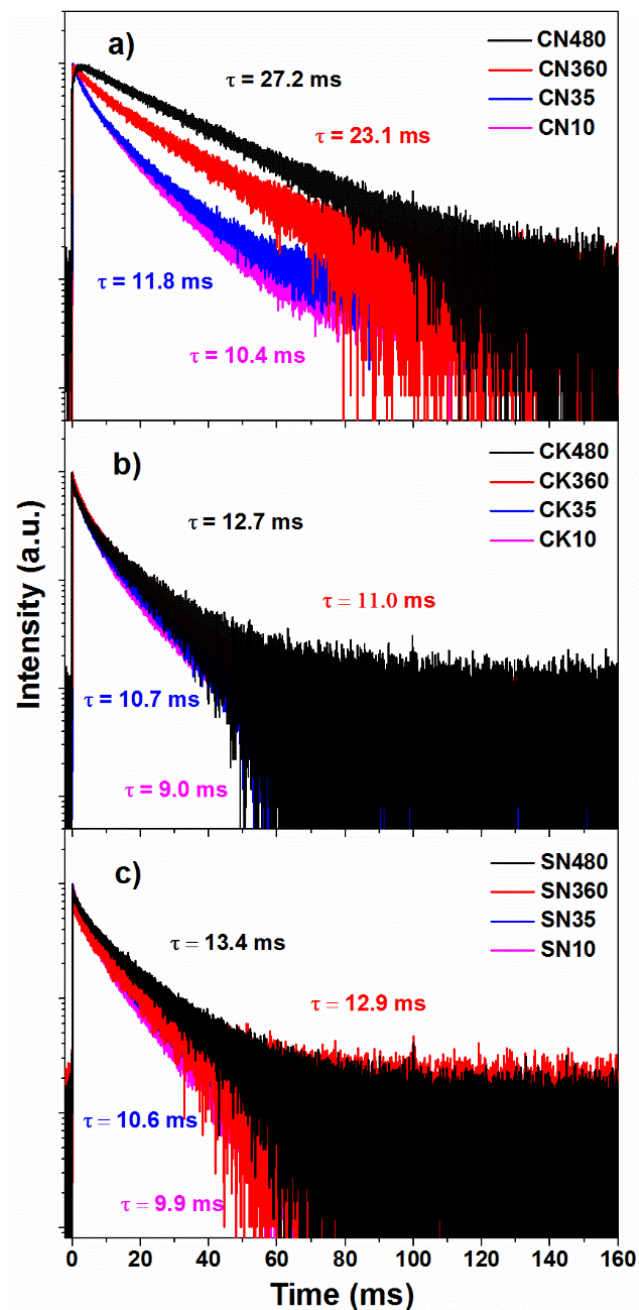 a)
CN480
CN360
CN35
CN10
τ = 27.2 ms
τ = 23.1 ms
τ = 11.8 ms
τ = 10.4 ms
b)
CK480
CK360
CK35
CK10
τ = 12.7 ms
τ = 11.0 ms
τ = 10.7 ms
τ = 9.0 ms
Intensity (a.u.)
c)
SN480
SN360
SN35
SN10
τ = 13.4 ms
τ = 12.9 ms
τ = 10.6 ms
τ = 9.9 ms
0 20 40 60 80 100 120 140 160
Time (ms)